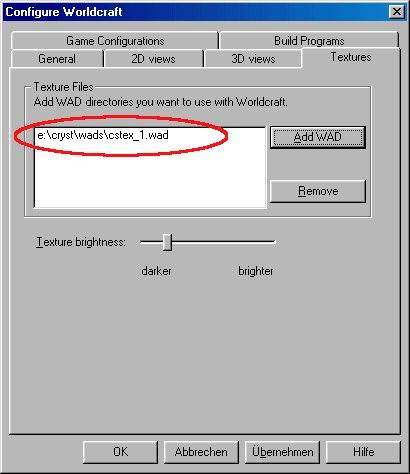 Configure Worldcraft
Game Configurations
Build Programs
General
2D views
3D views
Textures
Texture Files
Add WAD directories you want to use with Worldcraft.
e:\cryst\wads\cstex_1.wad
Add WAD
Remove
Texture brightness:
darker
brighter
OK
Abbrechen
Übernehmen
Hilfe